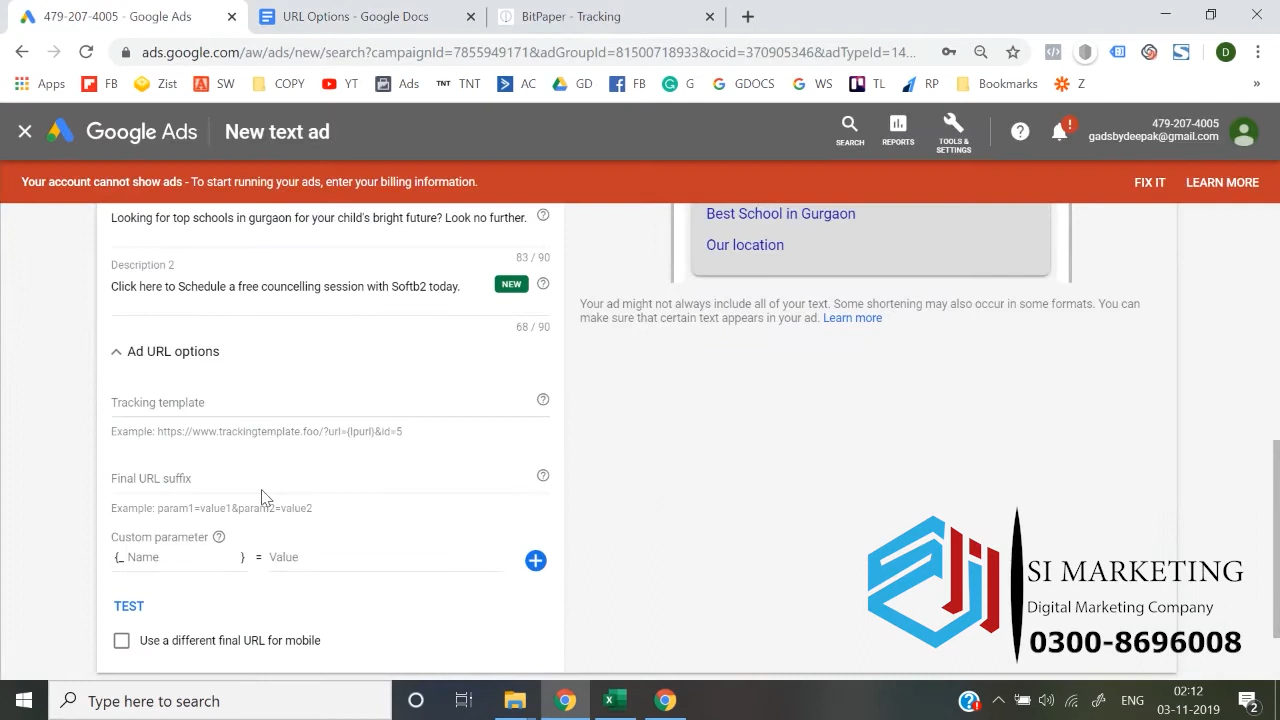 479-207-4005 - Google Ads
URL Options - Google Docs
BitPaper - Tracking
ads.google.com/aw/ads/new/search?campaignId=7855949171&adGroupId=81500718933&ocid=370905346&adTypeId=14...
D
Apps
FB
Zist
SW
COPY
YT
Ads
TNT TNT
AC
GD
FB
G
GDOCS
WS
TL
RP
Bookmarks
Z
»
Google Ads
New text ad
SEARCH
REPORTS
TOOLS &
SETTINGS
479-207-4005
gadsbydeepak@gmail.com
Your account cannot show ads - To start running your ads, enter your billing information.
FIX IT
LEARN MORE
Looking for top schools in gurgaon for your child's bright future? Look no further.
83 / 90
Description 2
Click here to Schedule a free councelling session with Softb2 today.
NEW
68 / 90
Ad URL options
Tracking template
Example: https://www.trackingtemplate.foo/?url={lpurl}&id=5
Final URL suffix
Example: param1=value1&param2=value2
Custom parameter
{_ Name } = Value
TEST
Use a different final URL for mobile
Best School in Gurgaon
Our location
Your ad might not always include all of your text. Some shortening may also occur in some formats. You can
make sure that certain text appears in your ad. Learn more
SI MARKETING
Digital Marketing Company
0300-8696008
Type here to search
ENG
02:12
03-11-2019
2